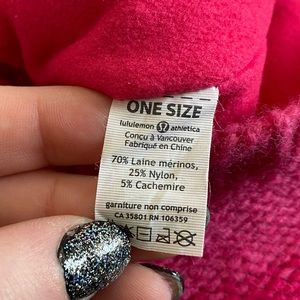 ONE SIZE
lululemon athletica
Concu à Vancouver
Fabriqué en Chine
70% Laine mérinos,
25% Nylon,
5% Cachemire
garniture non comprise
CA 35801 RN 106359